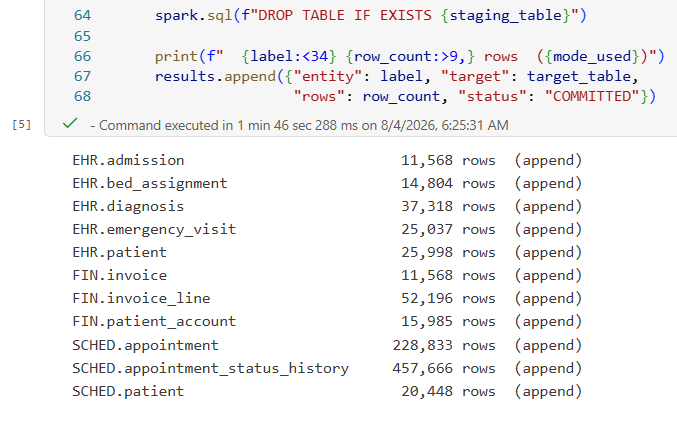 64 spark.sql(f"DROP TABLE IF EXISTS {staging_table}")
65
66 print(f"  {label:<34} {row_count:>9,} rows  ({mode_used})")
67 results.append({"entity": label, "target": target_table,
68 "rows": row_count, "status": "COMMITTED"})
[5] - Command executed in 1 min 46 sec 288 ms on 8/4/2026, 6:25:31 AM
EHR.admission 11,568 rows (append)
EHR.bed_assignment 14,804 rows (append)
EHR.diagnosis 37,318 rows (append)
EHR.emergency_visit 25,037 rows (append)
EHR.patient 25,998 rows (append)
FIN.invoice 11,568 rows (append)
FIN.invoice_line 52,196 rows (append)
FIN.patient_account 15,985 rows (append)
SCHED.appointment 228,833 rows (append)
SCHED.appointment_status_history 457,666 rows (append)
SCHED.patient 20,448 rows (append)